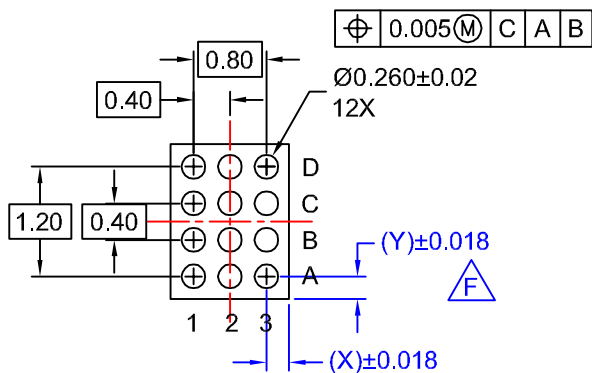 ⌖ 0.005Ⓜ C A B
0.80
Ø0.260±0.02
12X
0.40
D
C
B
A
1.20
0.40
(Y)±0.018
F
1 2 3
(X)±0.018